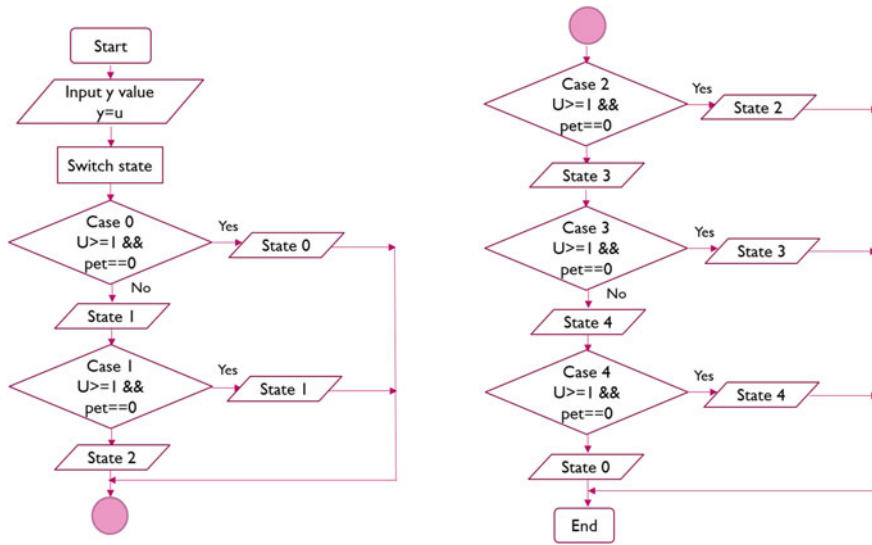 Start
Input y value
y=u
Switch state
Case 0
U>=1 &&
pet==0
Yes
State 0
No
State 1
Case 1
U>=1 &&
pet==0
Yes
State 1
State 2
Case 2
U>=1 &&
pet==0
Yes
State 2
State 3
Case 3
U>=1 &&
pet==0
Yes
State 3
No
State 4
Case 4
U>=1 &&
pet==0
Yes
State 4
State 0
End